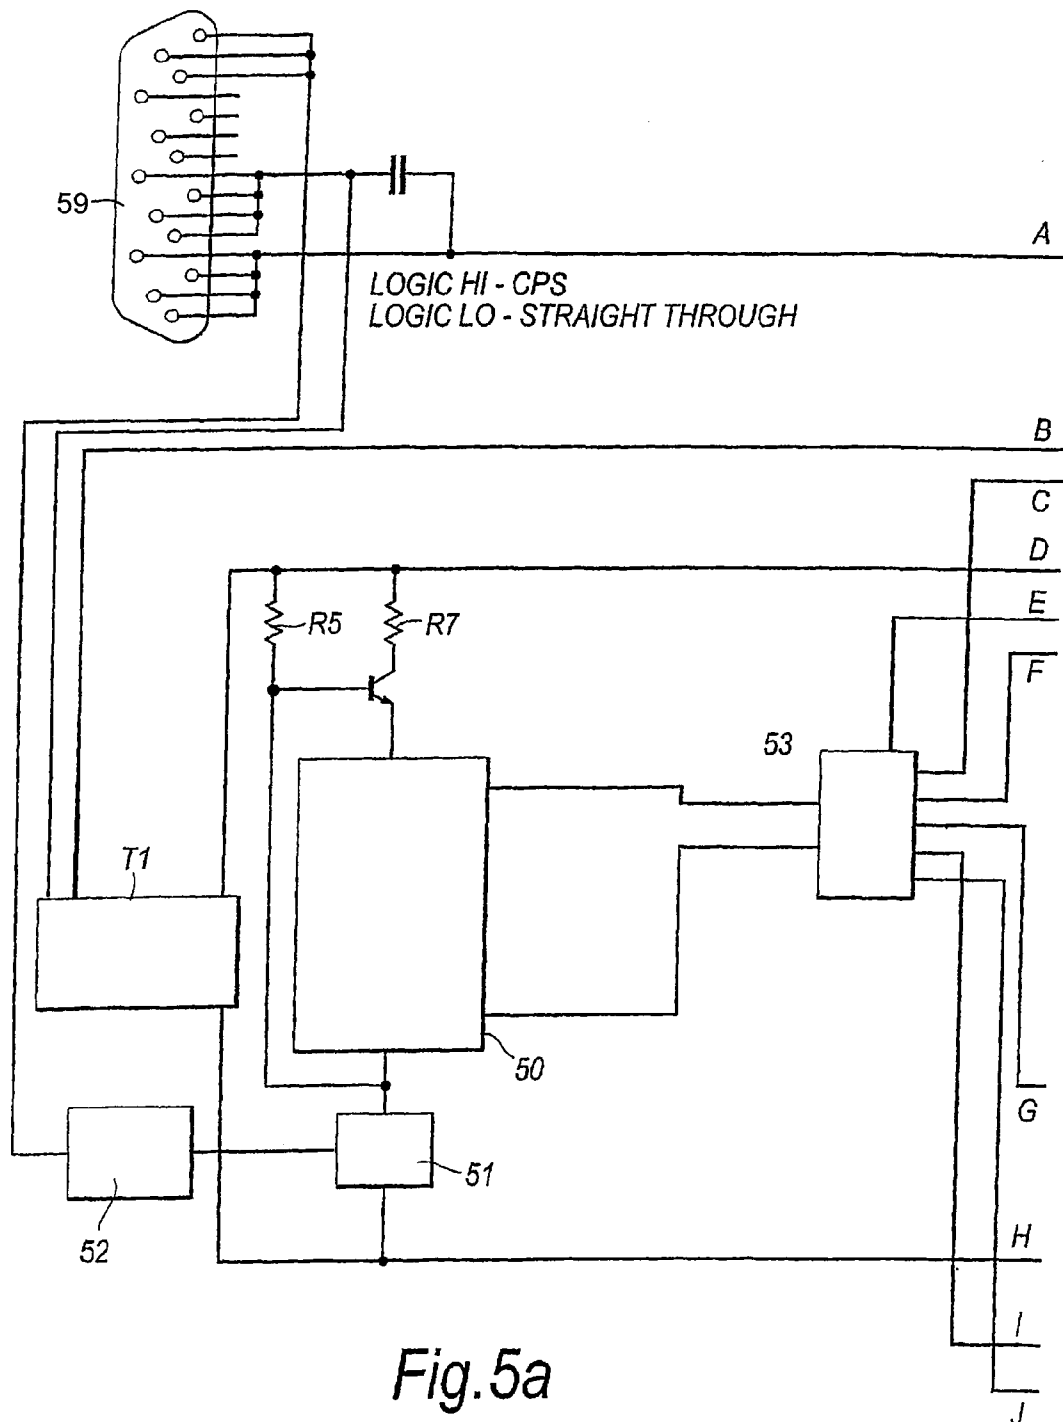 59
A
LOGIC HI - CPS
LOGIC LO - STRAIGHT THROUGH
B
C
D
E
R5
R7
F
53
T1
50
G
51
52
H
I
J
Fig.5a